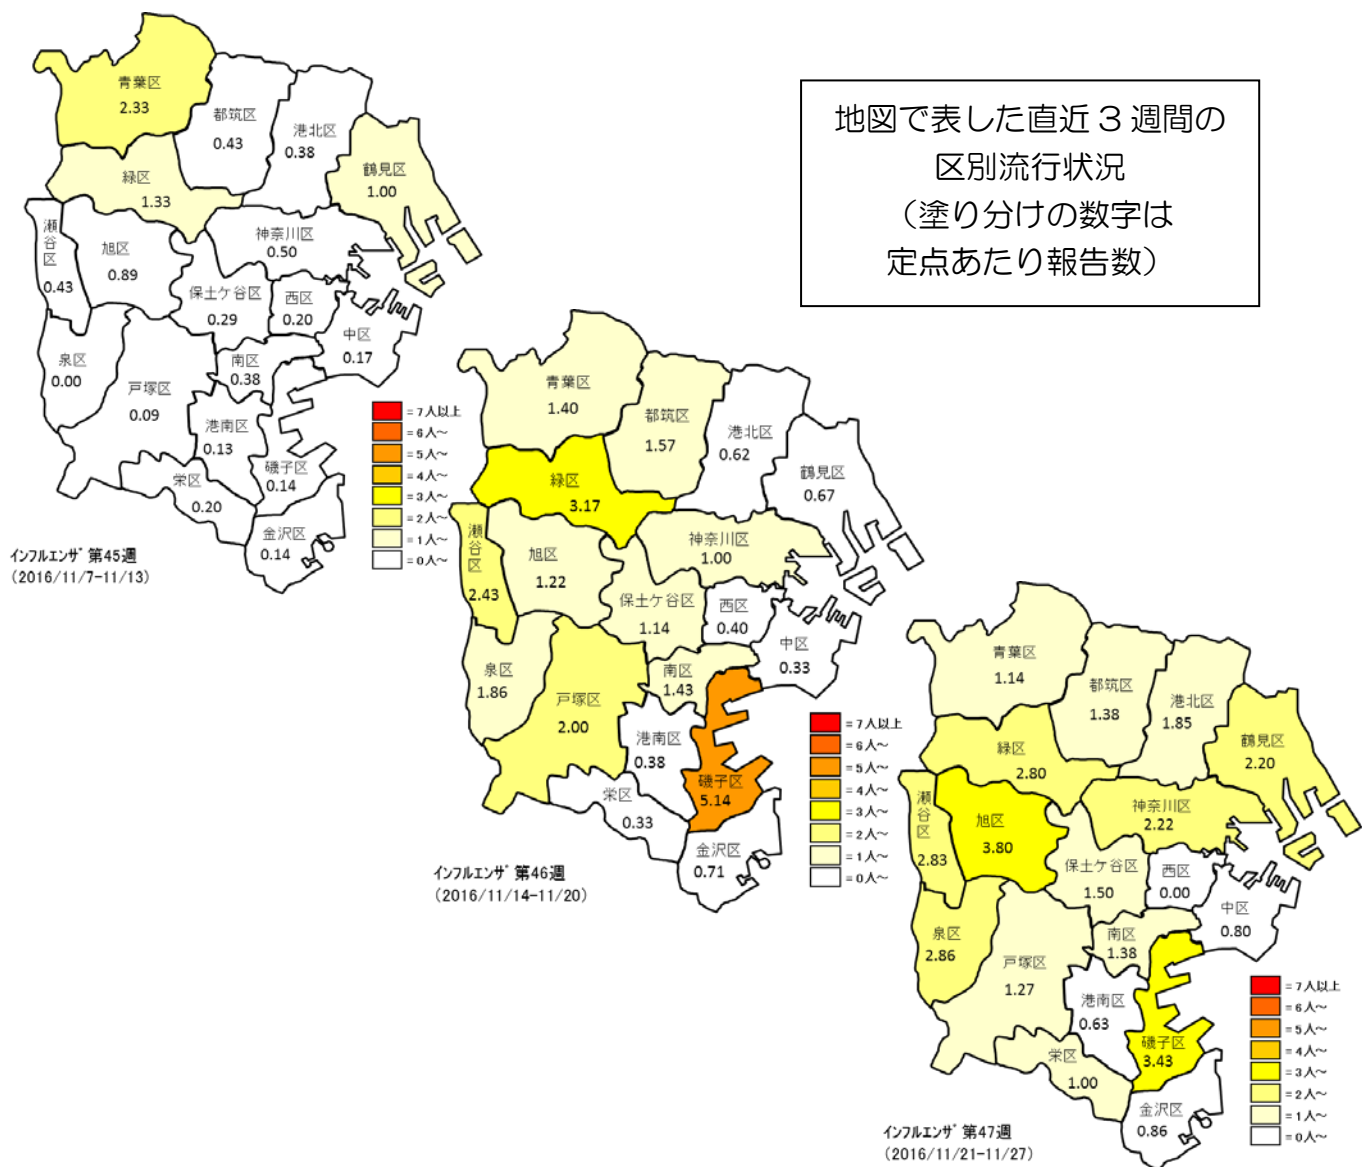 地図で表した直近３週間の
区別流行状況
（塗り分けの数字は
定点あたり報告数）
青葉区
2.33
都筑区
0.43
港北区
0.38
鶴見区
1.00
緑区
1.33
瀬谷区
0.43
旭区
0.89
神奈川区
0.50
保土ケ谷区
0.29
西区
0.20
中区
0.17
泉区
0.00
戸塚区
0.09
南区
0.38
港南区
0.13
磯子区
0.14
栄区
0.20
金沢区
0.14
＝7人以上
＝6人～
＝5人～
＝4人～
＝3人～
＝2人～
＝1人～
＝0人～
インフルエンザ 第45週
(2016/11/7-11/13)
青葉区
1.40
都筑区
1.57
港北区
0.62
鶴見区
0.67
緑区
3.17
瀬谷区
2.43
旭区
1.22
神奈川区
1.00
保土ケ谷区
1.14
西区
0.40
中区
0.33
泉区
1.86
戸塚区
2.00
南区
1.43
港南区
0.38
磯子区
5.14
栄区
0.33
金沢区
0.71
＝7人以上
＝6人～
＝5人～
＝4人～
＝3人～
＝2人～
＝1人～
＝0人～
インフルエンザ 第46週
(2016/11/14-11/20)
青葉区
1.14
都筑区
1.38
港北区
1.85
鶴見区
2.20
緑区
2.80
瀬谷区
2.83
旭区
3.80
神奈川区
2.22
保土ケ谷区
1.50
西区
0.00
中区
0.80
泉区
2.86
戸塚区
1.27
南区
1.38
港南区
0.63
磯子区
3.43
栄区
1.00
金沢区
0.86
＝7人以上
＝6人～
＝5人～
＝4人～
＝3人～
＝2人～
＝1人～
＝0人～
インフルエンザ 第47週
(2016/11/21-11/27)